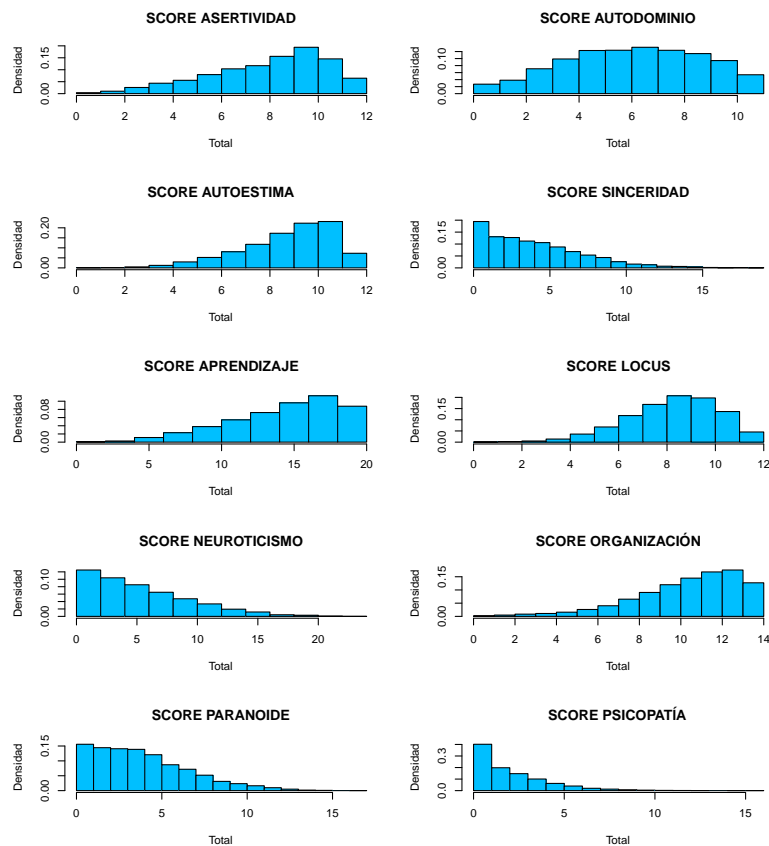 SCORE ASERTIVIDAD
Densidad
0.00 0.15
0 2 4 6 8 10 12
Total
SCORE AUTODOMINIO
Densidad
0.00 0.10
0 2 4 6 8 10
Total
SCORE AUTOESTIMA
Densidad
0.00 0.20
0 2 4 6 8 10 12
Total
SCORE SINCERIDAD
Densidad
0.00 0.15
0 5 10 15
Total
SCORE APRENDIZAJE
Densidad
0.00 0.08
0 5 10 15 20
Total
SCORE LOCUS
Densidad
0.00 0.15
0 2 4 6 8 10 12
Total
SCORE NEUROTICISMO
Densidad
0.00 0.10
0 5 10 15 20
Total
SCORE ORGANIZACIÓN
Densidad
0.00 0.15
0 2 4 6 8 10 12 14
Total
SCORE PARANOIDE
Densidad
0.00 0.15
0 5 10 15
Total
SCORE PSICOPATÍA
Densidad
0.0 0.3
0 5 10 15
Total